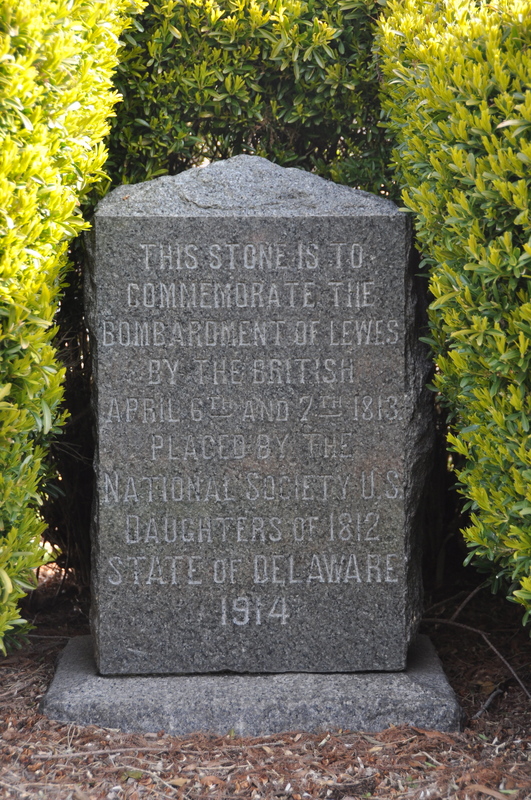 THIS STONE IS TO
COMMEMORATE THE
BOMBARDMENT OF LEWES
BY THE BRITISH
APRIL 6TH AND 7TH 1813
PLACED BY THE
NATIONAL SOCIETY U.S.
DAUGHTERS OF 1812
STATE OF DELAWARE
1914